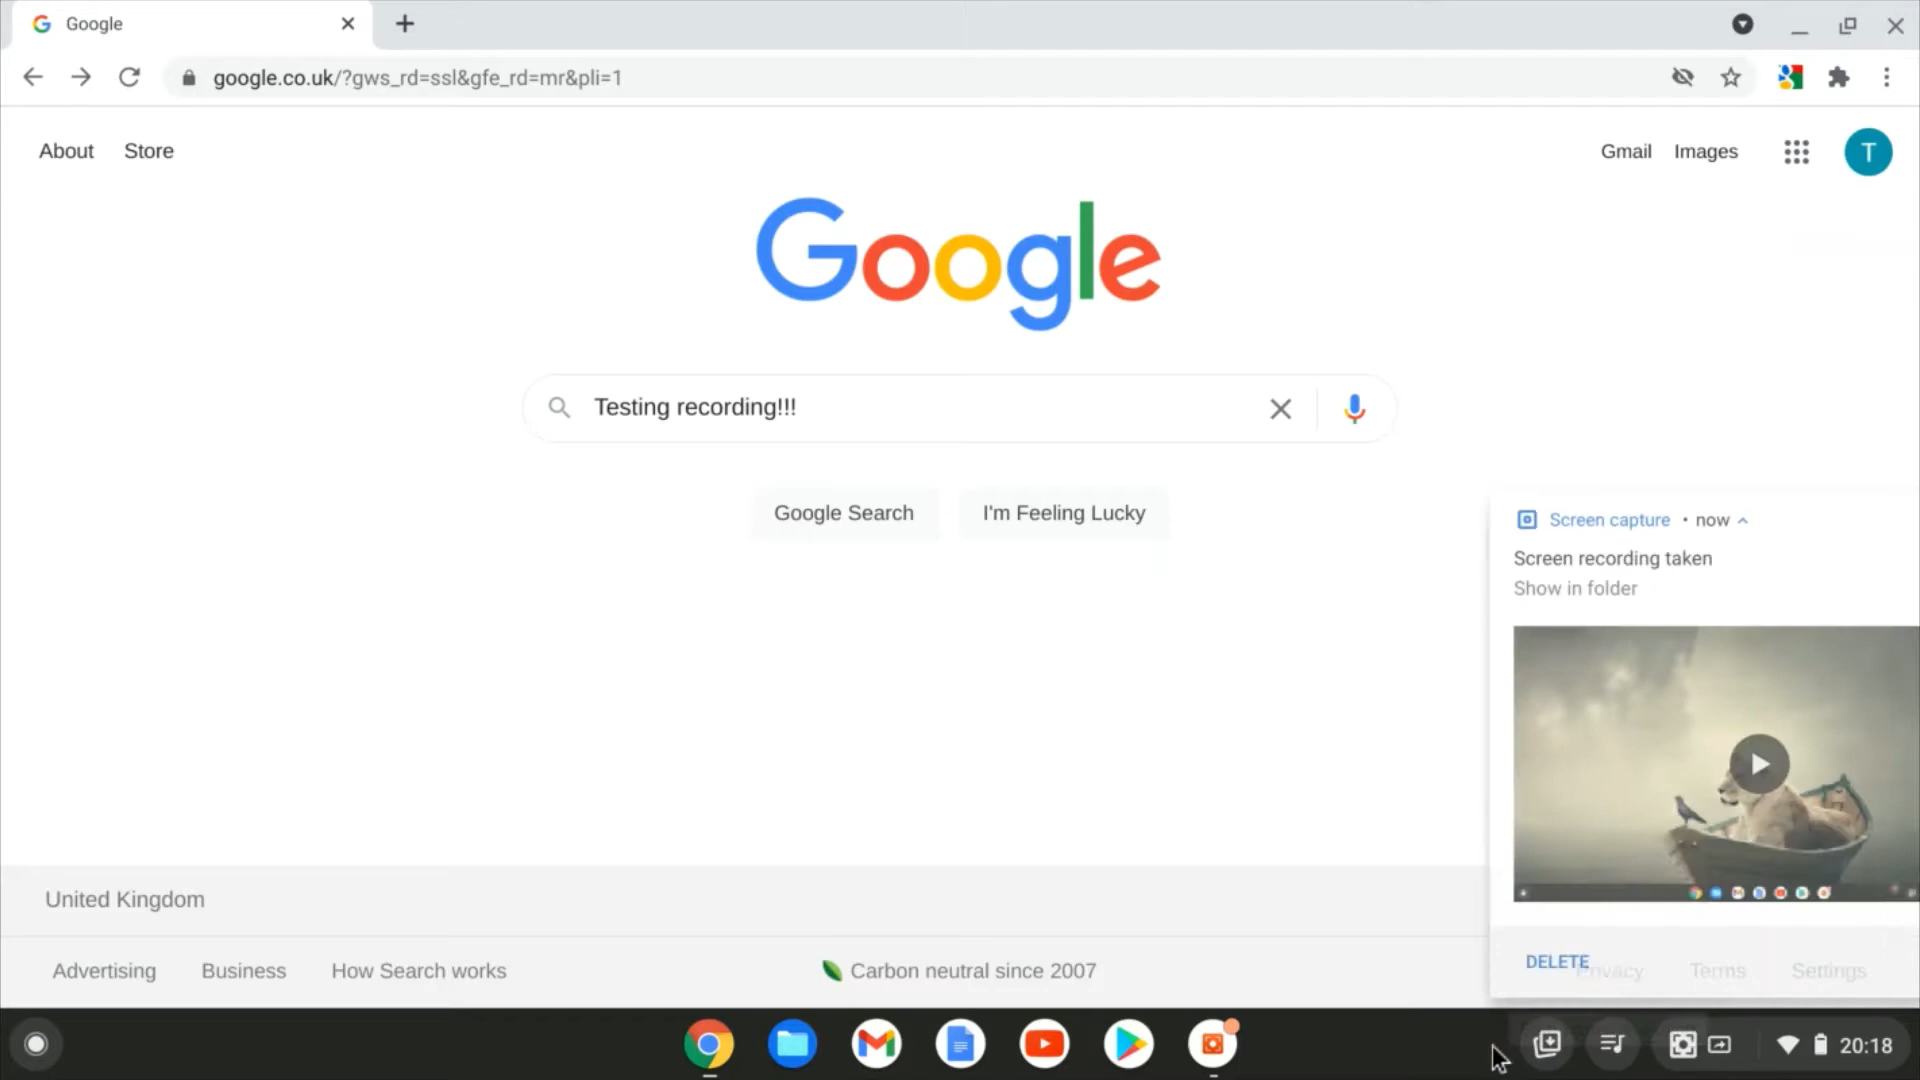 Google
google.co.uk/?gws_rd=ssl&gfe_rd=mr&pli=1
About
Store
Gmail
Images
T
Google
Testing recording!!!
Google Search
I'm Feeling Lucky
Screen capture • now
Screen recording taken
Show in folder
United Kingdom
Advertising
Business
How Search works
Carbon neutral since 2007
DELETE
Privacy
Terms
Settings
20:18